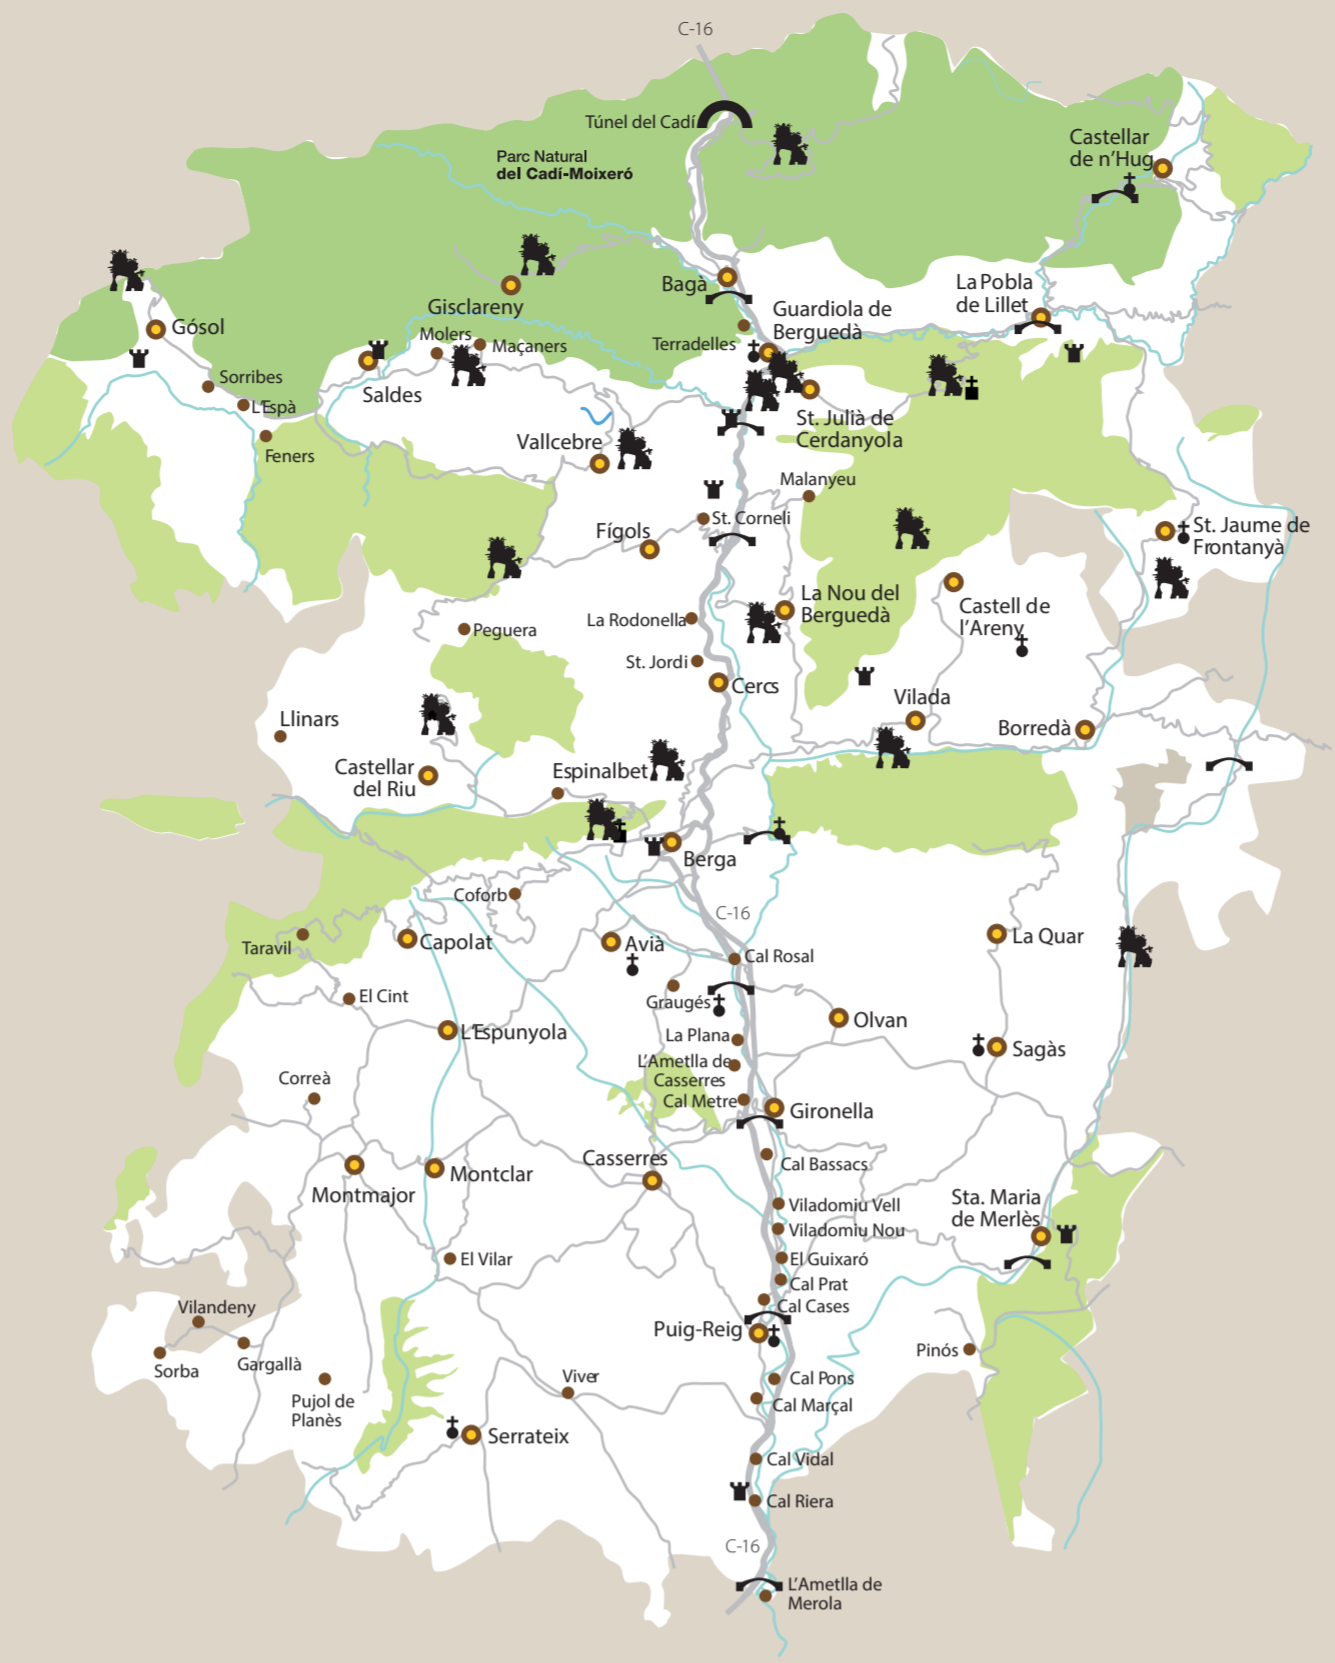 C-16
Túnel del Cadí
Parc Natural
del Cadí-Moixeró
Castellar
de n'Hug
Bagà
Gisclareny
Gósol
La Pobla
de Lillet
Guardiola de
Berguedà
Molers
Maçaners
Terradelles
Sorribes
L'Espà
Saldes
Feners
St. Julià de
Cerdanyola
Vallcebre
Malanyeu
St. Corneli
Fígols
St. Jaume de
Frontanyà
La Nou del
Berguedà
Castell de
l'Areny
La Rodonella
Peguera
St. Jordi
Cercs
Vilada
Borredà
Llinars
Castellar
del Riu
Espinalbet
Berga
Coforb
C-16
Taravil
Capolat
Avià
La Quar
Cal Rosal
El Cint
Graugés
Olvan
L'Espunyola
La Plana
Sagàs
L'Ametlla de
Casserres
Correà
Cal Metre
Gironella
Casserres
Cal Bassacs
Montmajor
Montclar
Sta. Maria
de Merlès
Viladomiu Vell
Viladomiu Nou
El Vilar
El Guixaró
Cal Prat
Cal Cases
Vilandeny
Puig-Reig
Pinós
Sorba
Gargallà
Viver
Cal Pons
Pujol de
Planès
Cal Marçal
Serrateix
Cal Vidal
Cal Riera
C-16
L'Ametlla de
Merola